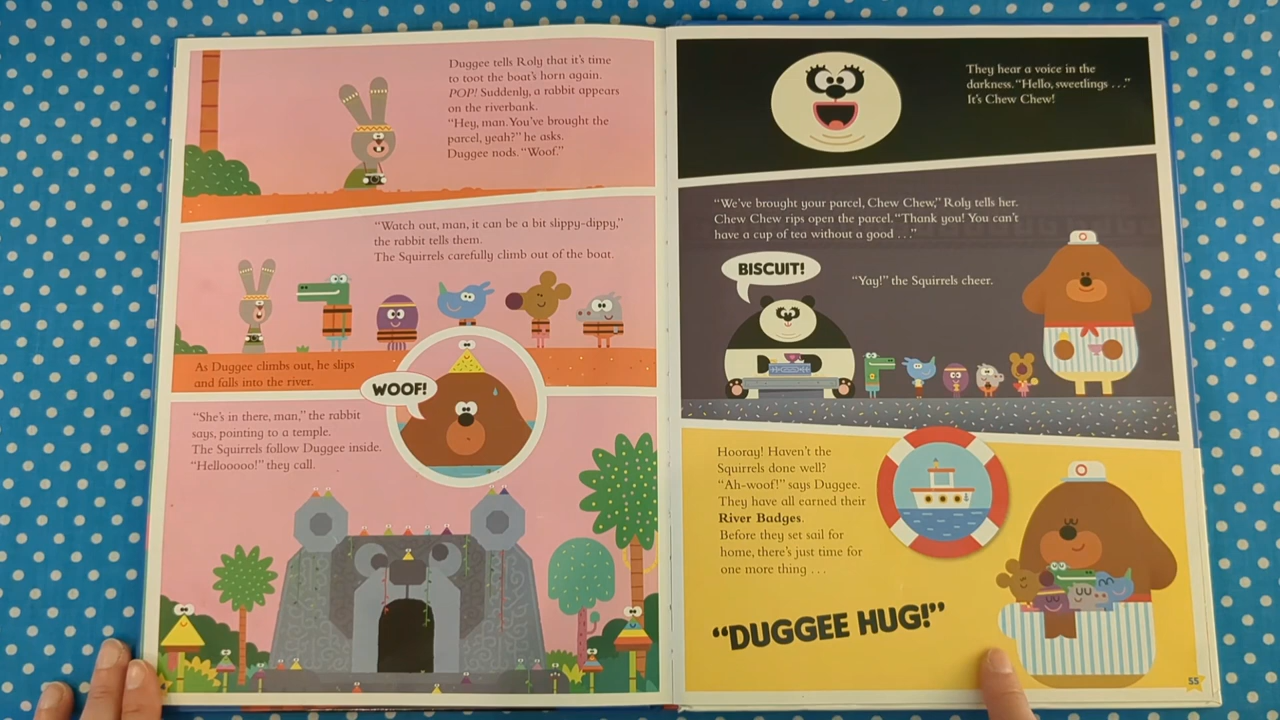 Duggee tells Roly that it's time
to toot the boat's horn again.
POP! Suddenly, a rabbit appears
on the riverbank.
"Hey, man. You've brought the
parcel, yeah?" he asks.
Duggee nods. "Woof."
"Watch out, man, it can be a bit slippy-dippy,"
the rabbit tells them.
The Squirrels carefully climb out of the boat.
As Duggee climbs out, he slips
and falls into the river.
WOOF!
"She's in there, man," the rabbit
says, pointing to a temple.
The Squirrels follow Duggee inside.
"Hellooooo!" they call.
They hear a voice in the
darkness. "Hello, sweetlings . . ."
It's Chew Chew!
"We've brought your parcel, Chew Chew," Roly tells her.
Chew Chew rips open the parcel. "Thank you! You can't
have a cup of tea without a good . . ."
BISCUIT!
"Yay!" the Squirrels cheer.
Hooray! Haven't the
Squirrels done well?
"Ah-woof!" says Duggee.
They have all earned their
River Badges.
Before they set sail for
home, there's just time for
one more thing . . .
"DUGGEE HUG!"
55